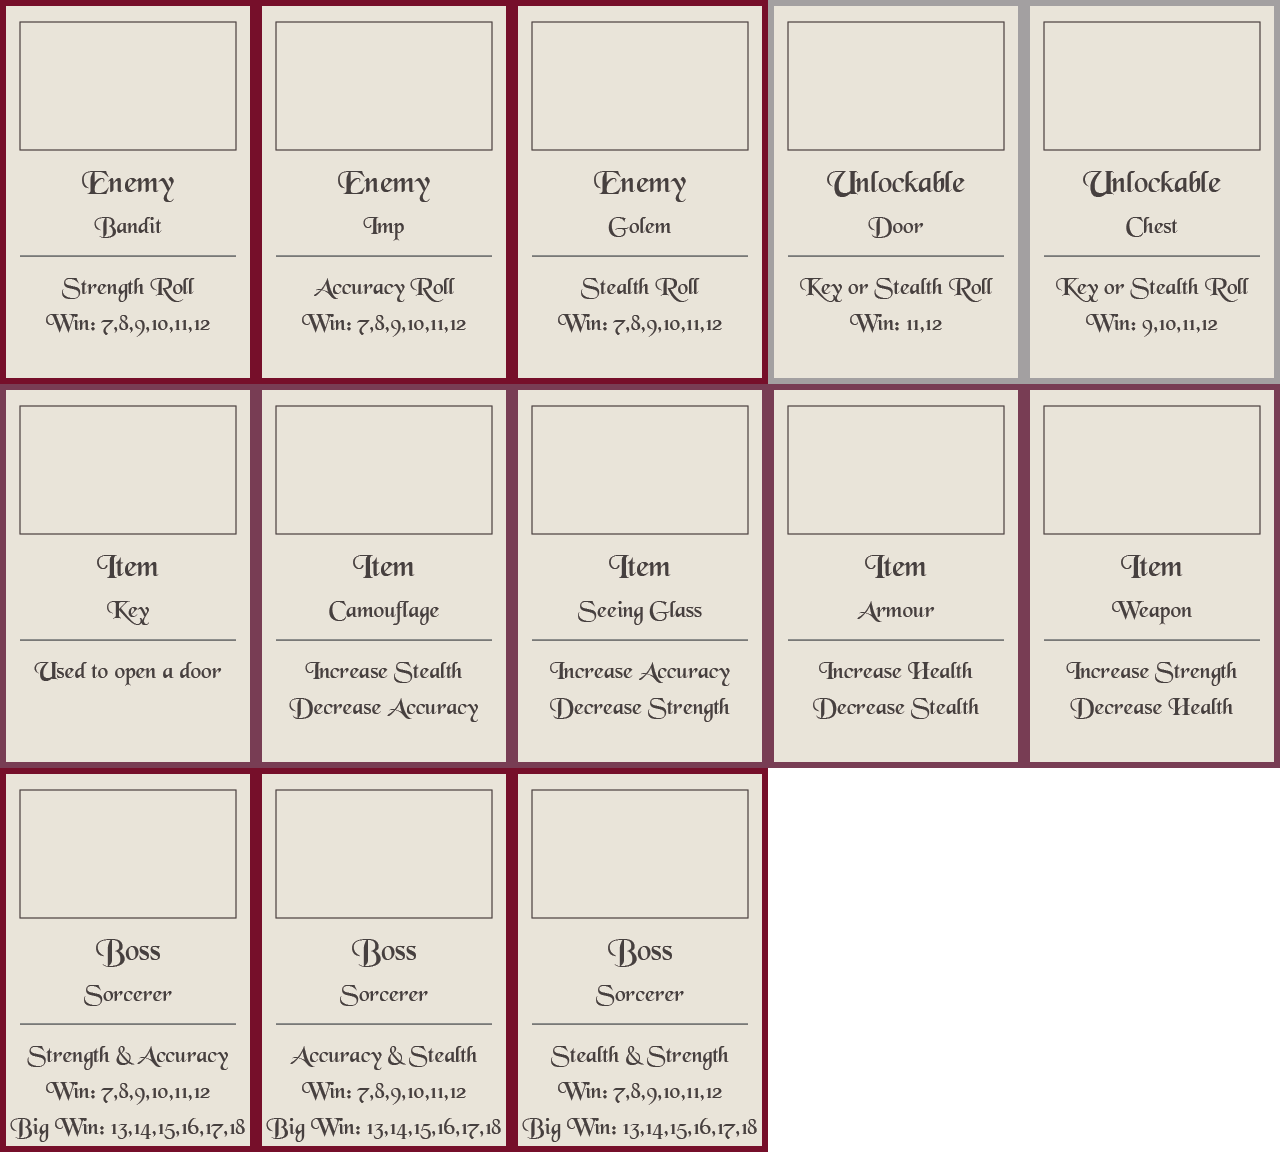 Enemy
Bandit
Strength Roll
Win: 7,8,9,10,11,12
Enemy
Imp
Accuracy Roll
Win: 7,8,9,10,11,12
Enemy
Golem
Stealth Roll
Win: 7,8,9,10,11,12
Unlockable
Door
Key or Stealth Roll
Win: 11,12
Unlockable
Chest
Key or Stealth Roll
Win: 9,10,11,12
Item
Key
Used to open a door
Item
Camouflage
Increase Stealth
Decrease Accuracy
Item
Seeing Glass
Increase Accuracy
Decrease Strength
Item
Armour
Increase Health
Decrease Stealth
Item
Weapon
Increase Strength
Decrease Health
Boss
Sorcerer
Strength & Accuracy
Win: 7,8,9,10,11,12
Big Win: 13,14,15,16,17,18
Boss
Sorcerer
Accuracy & Stealth
Win: 7,8,9,10,11,12
Big Win: 13,14,15,16,17,18
Boss
Sorcerer
Stealth & Strength
Win: 7,8,9,10,11,12
Big Win: 13,14,15,16,17,18